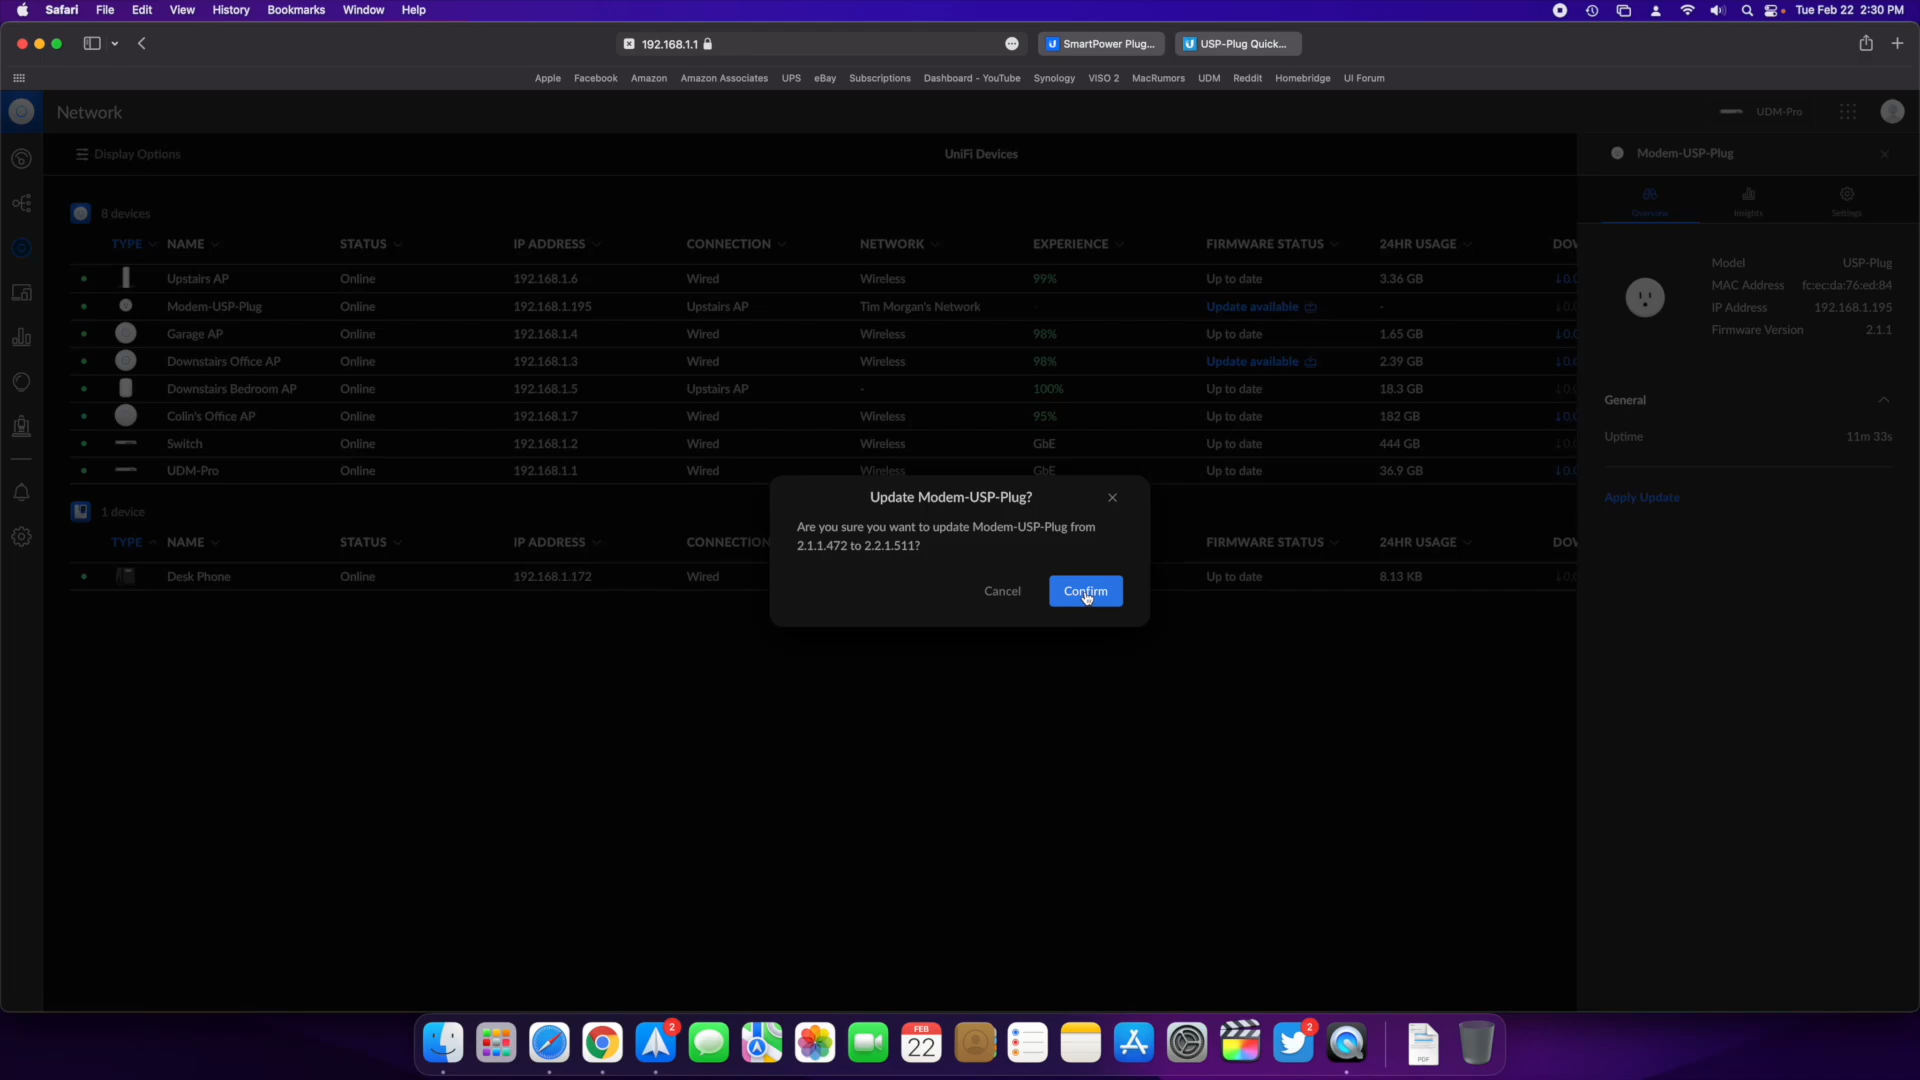 Safari File Edit View History Bookmarks Window Help Tue Feb 22 2:30 PM
192.168.1.1 SmartPower Plug... USP-Plug Quick...
Apple Facebook Amazon Amazon Associates UPS eBay Subscriptions Dashboard - YouTube Synology VISO 2 MacRumors UDM Reddit Homebridge UI Forum
Network UDM-Pro
Display Options UniFi Devices Modem-USP-Plug
Overview Insights Settings
8 devices
TYPE NAME STATUS IP ADDRESS CONNECTION NETWORK EXPERIENCE FIRMWARE STATUS 24HR USAGE
Upstairs AP Online 192.168.1.6 Wired Wireless 99% Up to date 3.36 GB
Modem-USP-Plug Online 192.168.1.195 Upstairs AP Tim Morgan's Network - Update available -
Garage AP Online 192.168.1.4 Wired Wireless 98% Up to date 1.65 GB
Downstairs Office AP Online 192.168.1.3 Wired Wireless 98% Update available 2.39 GB
Downstairs Bedroom AP Online 192.168.1.5 Upstairs AP - 100% Up to date 18.3 GB
Colin's Office AP Online 192.168.1.7 Wired Wireless 95% Up to date 182 GB
Switch Online 192.168.1.2 Wired Wireless GbE Up to date 444 GB
UDM-Pro Online 192.168.1.1 Wired Wireless GbE Up to date 36.9 GB
1 device
TYPE NAME STATUS IP ADDRESS CONNECTION FIRMWARE STATUS 24HR USAGE
Desk Phone Online 192.168.1.172 Wired Up to date 8.13 KB
Model USP-Plug
MAC Address fc:ec:da:76:ed:84
IP Address 192.168.1.195
Firmware Version 2.1.1
General
Uptime 11m 33s
Apply Update
Update Modem-USP-Plug?
Are you sure you want to update Modem-USP-Plug from
2.1.1.472 to 2.2.1.511?
Cancel Confirm
2
FEB
22
2
PDF